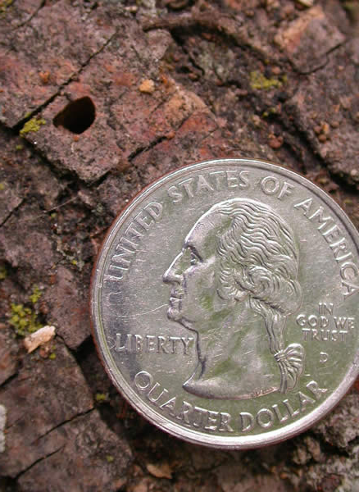 UNITED STATES OF AMERICA
LIBERTY
IN
GOD WE
TRUST
D
QUARTER DOLLAR